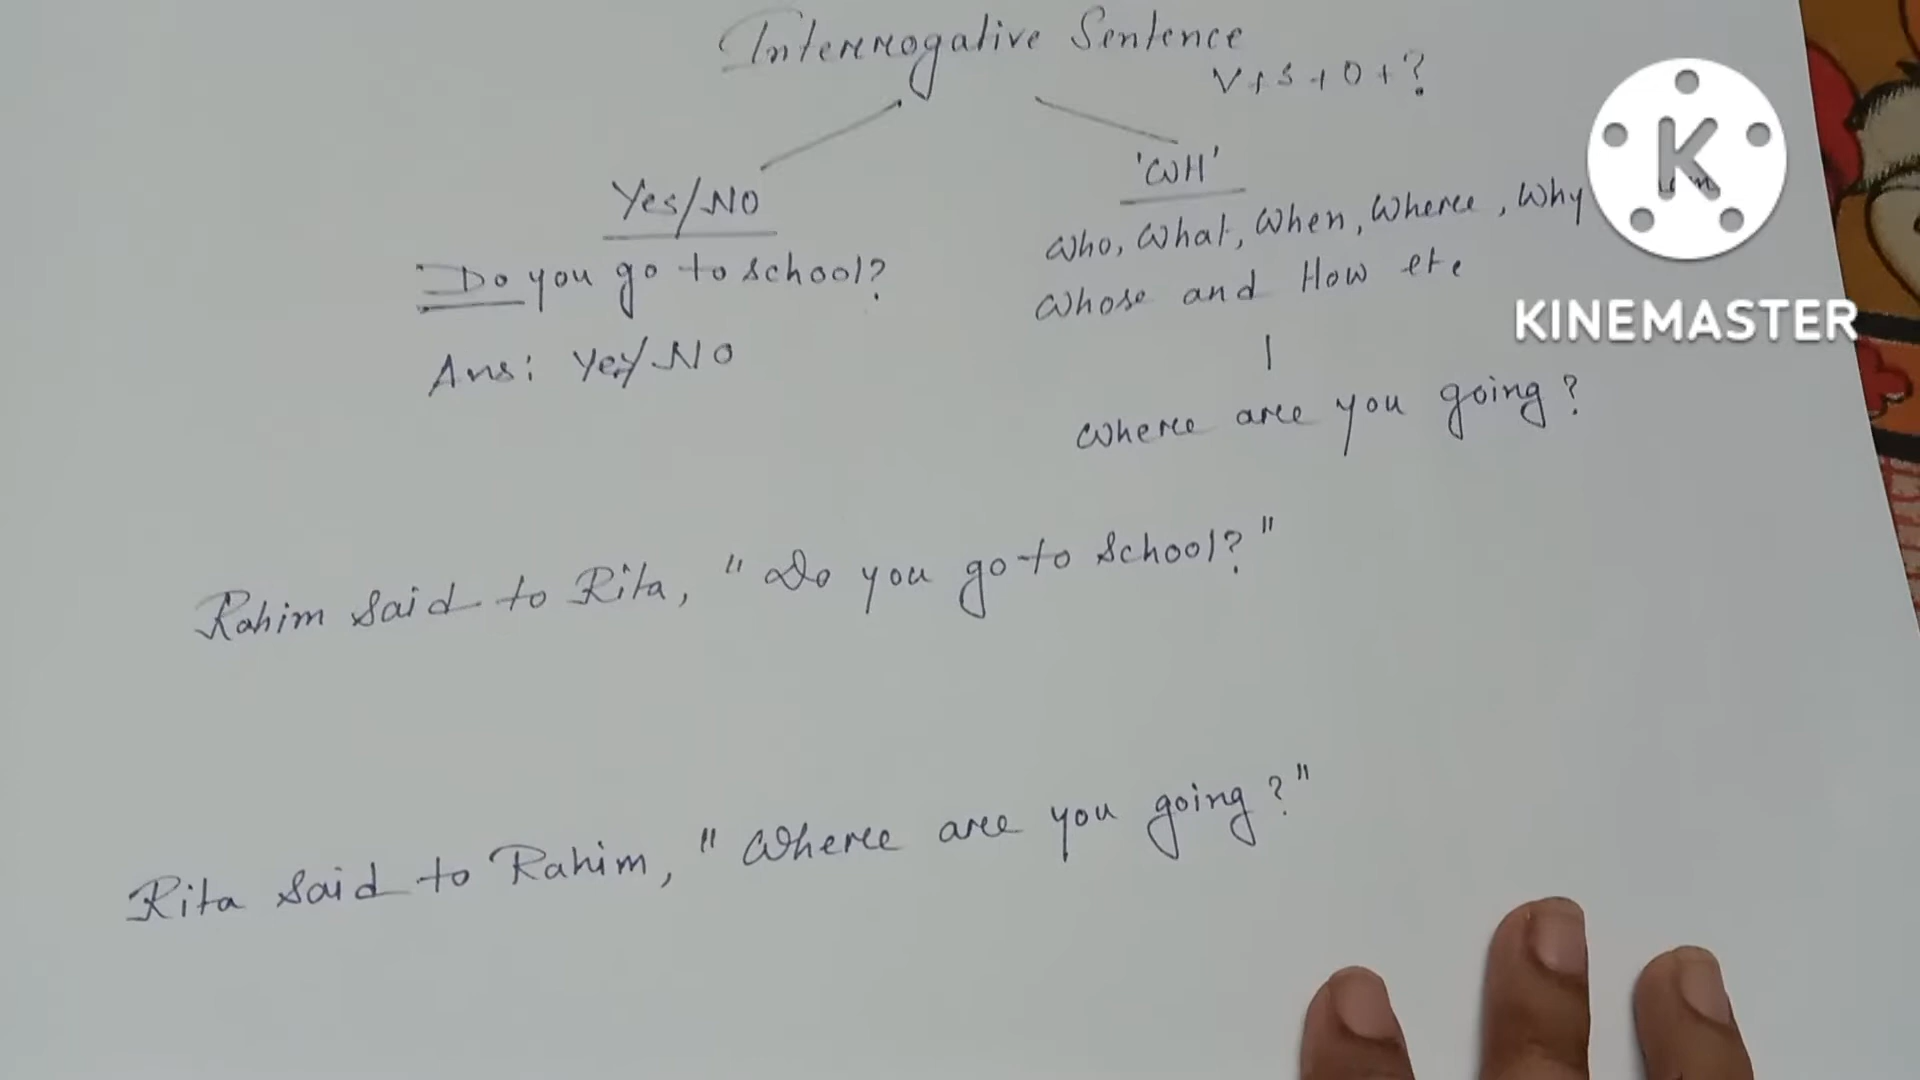 Interrogative Sentence
V + S + O + ?
Yes/NO
'WH'
Do you go to school?
Who, What, When, Where, Why
Whose and How etc
Ans: Yes/NO
Where are you going?
Rahim said to Rita, "Do you go to school?"
Rita said to Rahim, "Where are you going?"
K
KINEMASTER